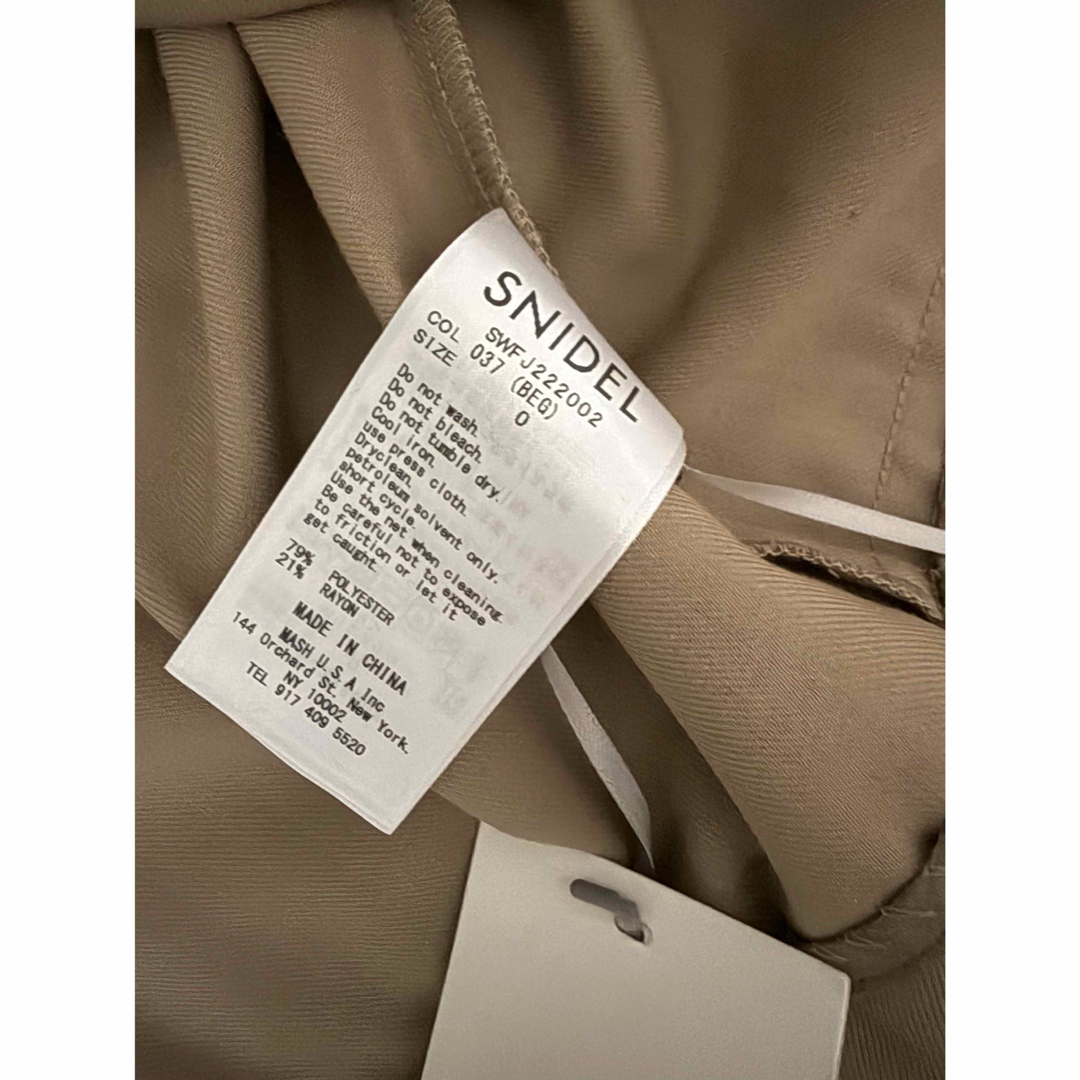 SNIDEL
SWFJ222002
COL 037 (BEG)
SIZE 0
Do not wash.
Do not bleach.
Do not tumble dry.
Cool iron.
use press cloth.
Dryclean.
petroleum solvent only.
short cycle.
Use the net when cleaning.
Be careful not to expose
to friction or let it
get caught.
79% POLYESTER
21% RAYON
MADE IN CHINA
MASH U.S.A Inc
144 Orchard St. New York.
NY 10002
TEL 917 409 5520